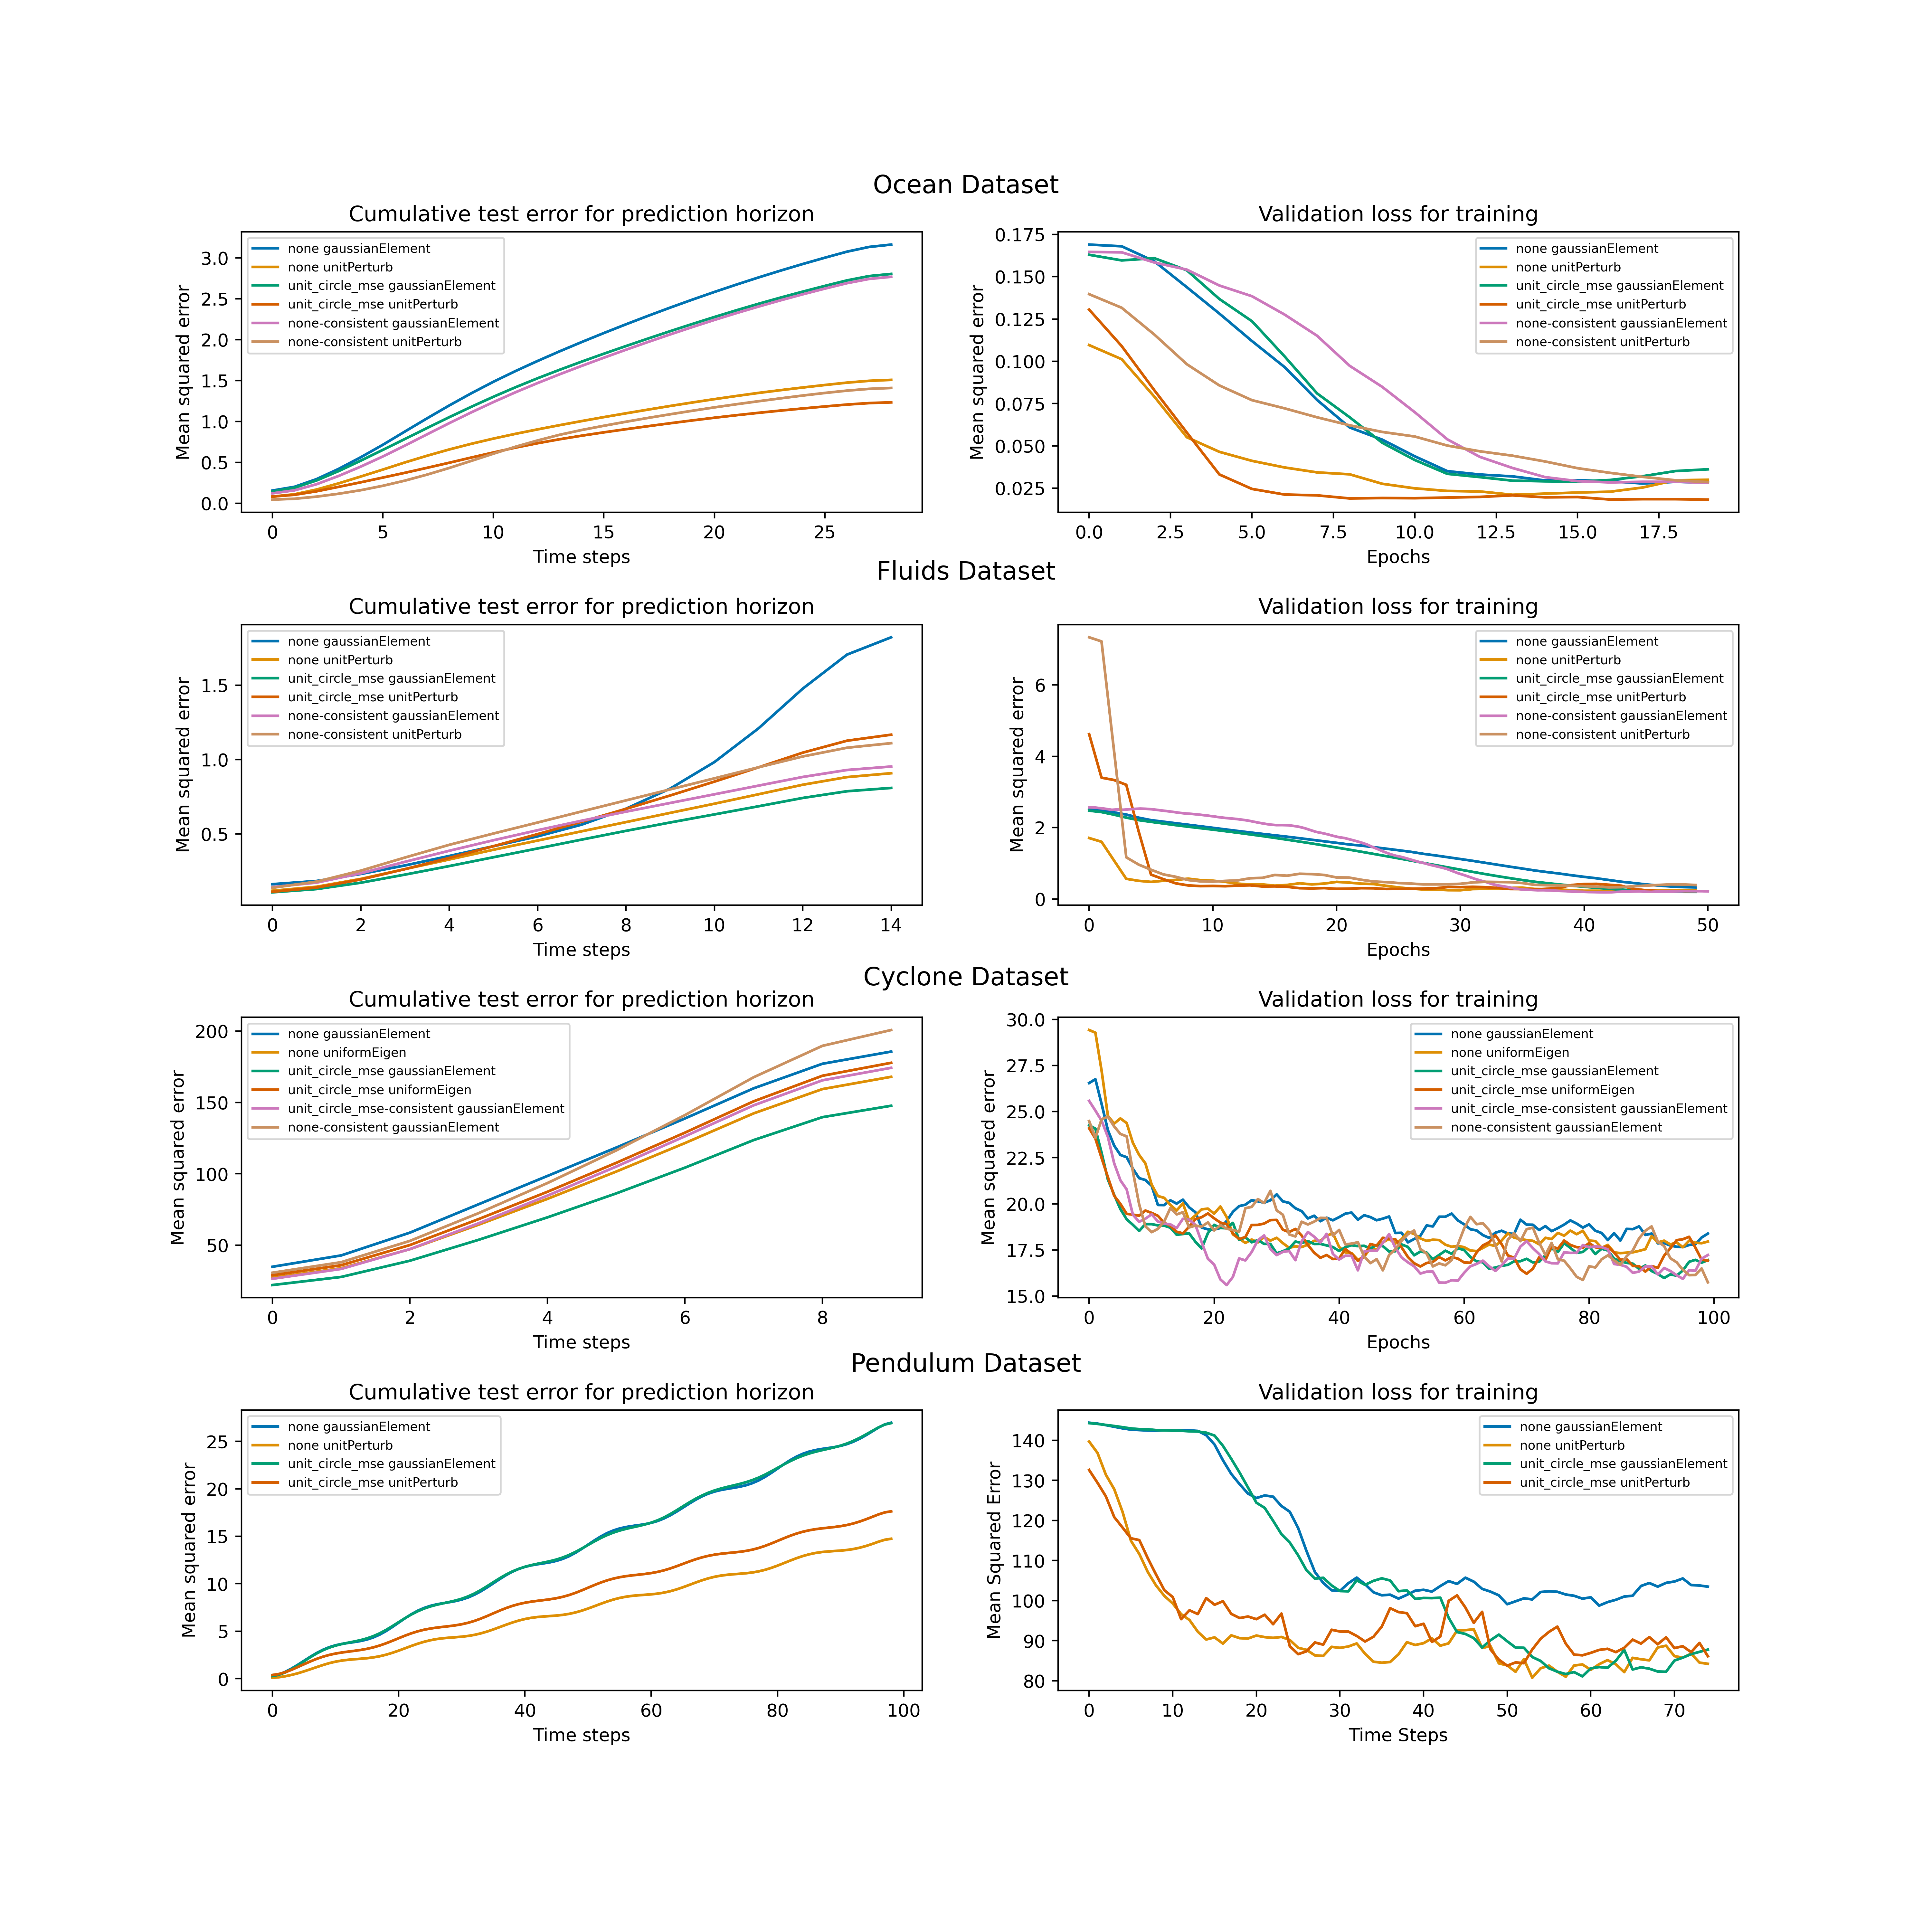 Ocean Dataset
Cumulative test error for prediction horizon
Mean squared error
3.0
2.5
2.0
1.5
1.0
0.5
0.0
none gaussianElement
none unitPerturb
unit_circle_mse gaussianElement
unit_circle_mse unitPerturb
none-consistent gaussianElement
none-consistent unitPerturb
0 5 10 15 20 25
Time steps
Validation loss for training
Mean squared error
0.175
0.150
0.125
0.100
0.075
0.050
0.025
none gaussianElement
none unitPerturb
unit_circle_mse gaussianElement
unit_circle_mse unitPerturb
none-consistent gaussianElement
none-consistent unitPerturb
0.0 2.5 5.0 7.5 10.0 12.5 15.0 17.5
Epochs
Fluids Dataset
Cumulative test error for prediction horizon
Mean squared error
1.5
1.0
0.5
none gaussianElement
none unitPerturb
unit_circle_mse gaussianElement
unit_circle_mse unitPerturb
none-consistent gaussianElement
none-consistent unitPerturb
0 2 4 6 8 10 12 14
Time steps
Validation loss for training
Mean squared error
6
4
2
0
none gaussianElement
none unitPerturb
unit_circle_mse gaussianElement
unit_circle_mse unitPerturb
none-consistent gaussianElement
none-consistent unitPerturb
0 10 20 30 40 50
Epochs
Cyclone Dataset
Cumulative test error for prediction horizon
Mean squared error
200
150
100
50
none gaussianElement
none uniformEigen
unit_circle_mse gaussianElement
unit_circle_mse uniformEigen
unit_circle_mse-consistent gaussianElement
none-consistent gaussianElement
0 2 4 6 8
Time steps
Validation loss for training
Mean squared error
30.0
27.5
25.0
22.5
20.0
17.5
15.0
none gaussianElement
none uniformEigen
unit_circle_mse gaussianElement
unit_circle_mse uniformEigen
unit_circle_mse-consistent gaussianElement
none-consistent gaussianElement
0 20 40 60 80 100
Epochs
Pendulum Dataset
Cumulative test error for prediction horizon
Mean squared error
25
20
15
10
5
0
none gaussianElement
none unitPerturb
unit_circle_mse gaussianElement
unit_circle_mse unitPerturb
0 20 40 60 80 100
Time steps
Validation loss for training
Mean Squared Error
140
130
120
110
100
90
80
none gaussianElement
none unitPerturb
unit_circle_mse gaussianElement
unit_circle_mse unitPerturb
0 10 20 30 40 50 60 70
Time Steps